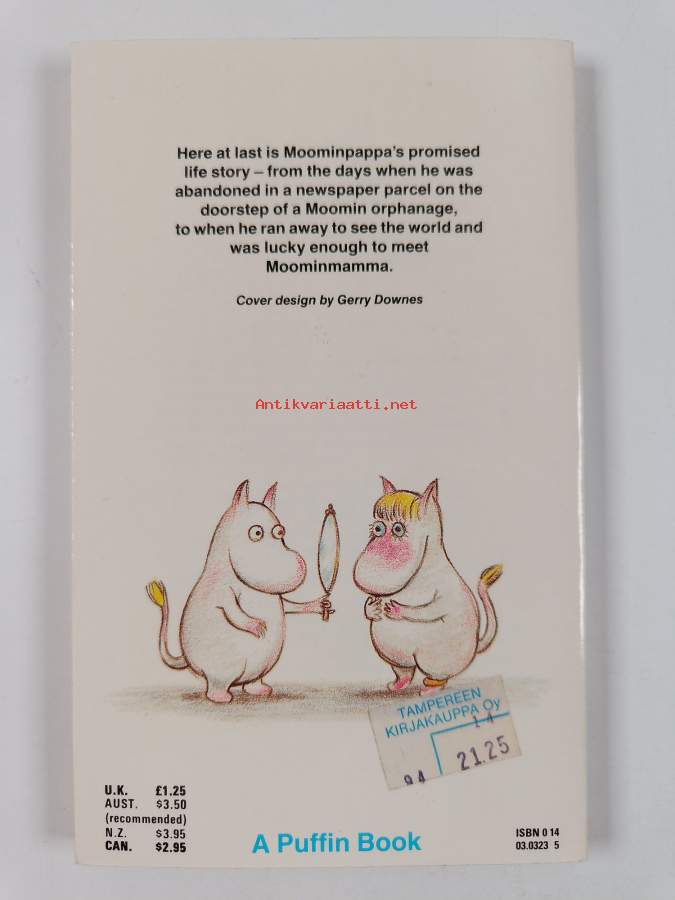 Here at last is Moominpappa's promised
life story – from the days when he was
abandoned in a newspaper parcel on the
doorstep of a Moomin orphanage,
to when he ran away to see the world and
was lucky enough to meet
Moominmamma.
Cover design by Gerry Downes
Antikvariaatti.net
TAMPEREEN
KIRJAKAUPPA Oy
14
21.25
94
U.K. £1.25
AUST. $3.50
(recommended)
N.Z. $3.95
CAN. $2.95
A Puffin Book
ISBN 0 14
03.0323 5